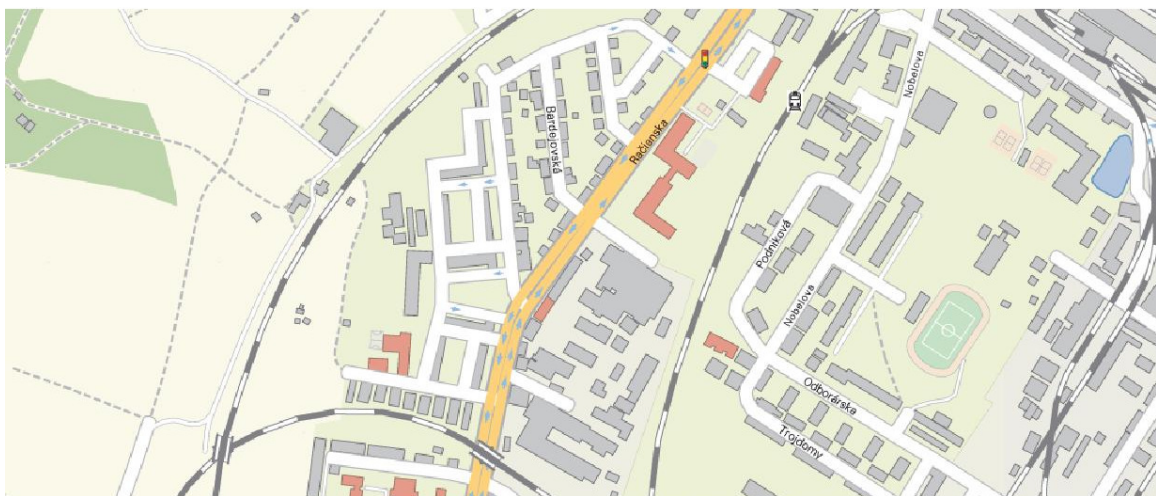 Nobelova
Bardejovská
Račianska
Podniková
Nobelova
Odborárska
Trojdomy